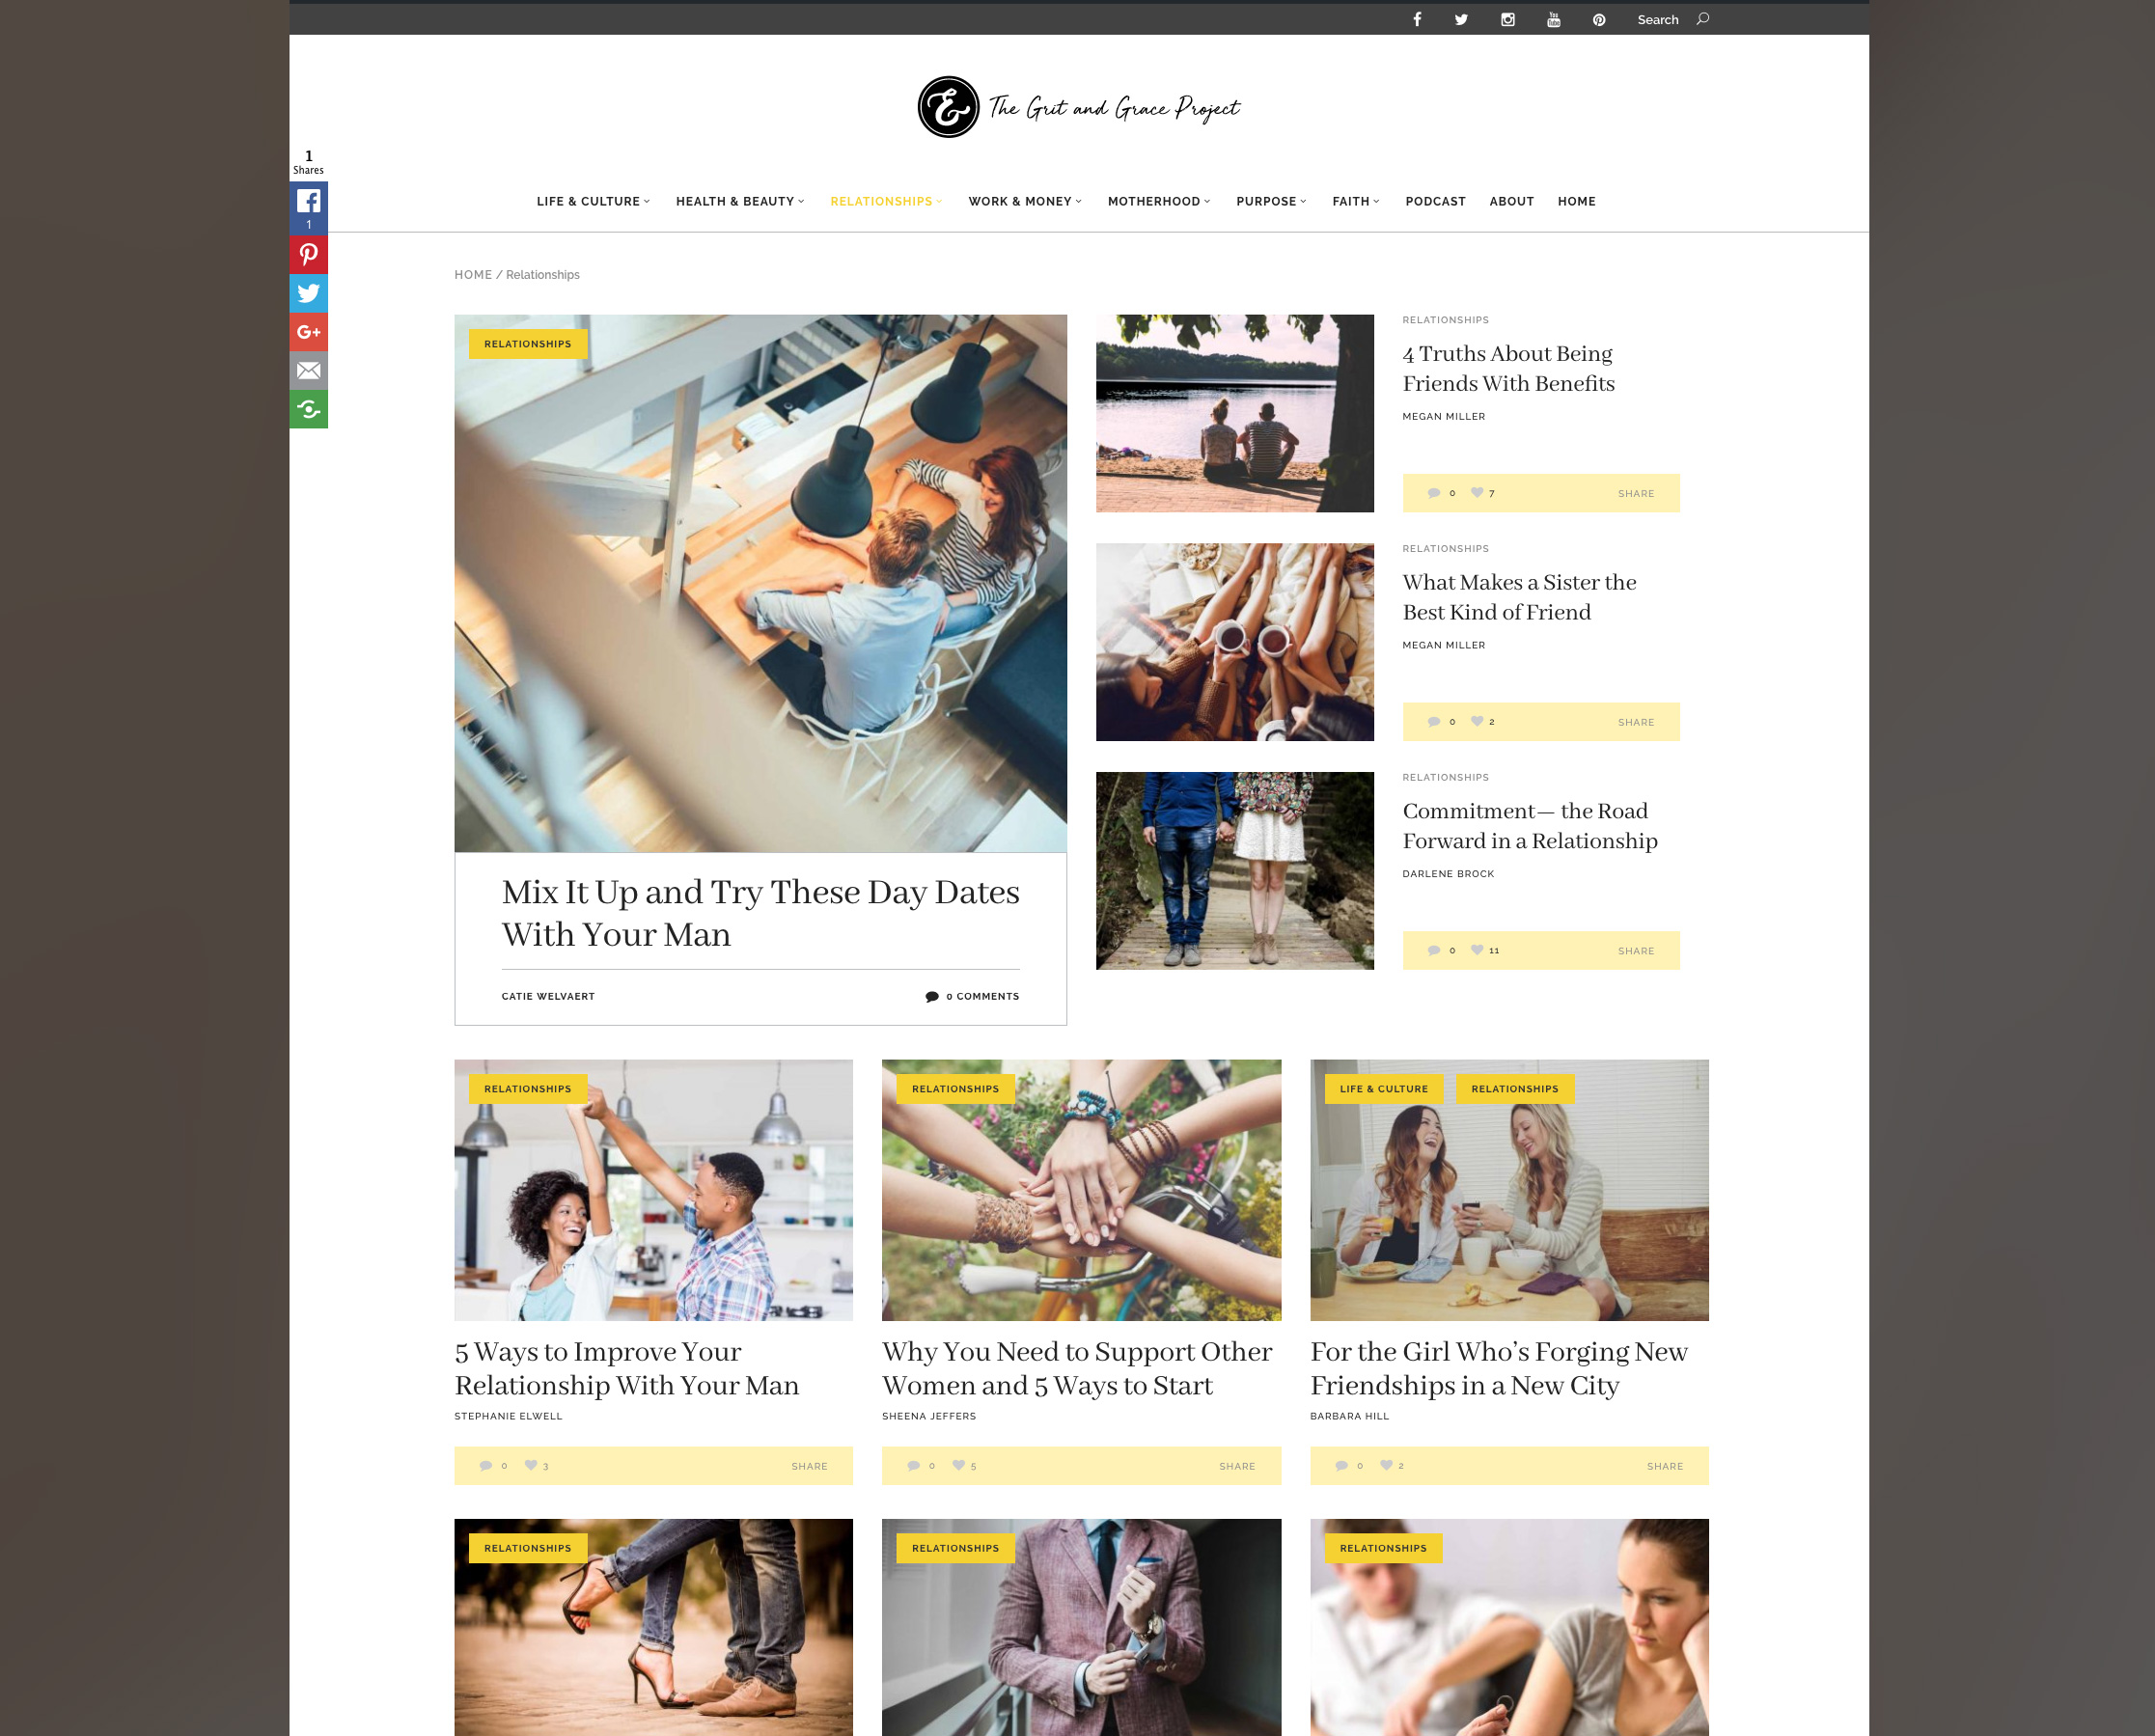 Search
& The Grit and Grace Project
1
Shares
1
LIFE & CULTURE HEALTH & BEAUTY RELATIONSHIPS WORK & MONEY MOTHERHOOD PURPOSE FAITH PODCAST ABOUT HOME
HOME / Relationships
RELATIONSHIPS
Mix It Up and Try These Day Dates
With Your Man
CATIE WELVAERT 0 COMMENTS
RELATIONSHIPS
4 Truths About Being
Friends With Benefits
MEGAN MILLER
0 7 SHARE
RELATIONSHIPS
What Makes a Sister the
Best Kind of Friend
MEGAN MILLER
0 2 SHARE
RELATIONSHIPS
Commitment— the Road
Forward in a Relationship
DARLENE BROCK
0 11 SHARE
RELATIONSHIPS
5 Ways to Improve Your
Relationship With Your Man
STEPHANIE ELWELL
0 3 SHARE
RELATIONSHIPS
Why You Need to Support Other
Women and 5 Ways to Start
SHEENA JEFFERS
0 5 SHARE
LIFE & CULTURE RELATIONSHIPS
For the Girl Who’s Forging New
Friendships in a New City
BARBARA HILL
0 2 SHARE
RELATIONSHIPS
RELATIONSHIPS
RELATIONSHIPS